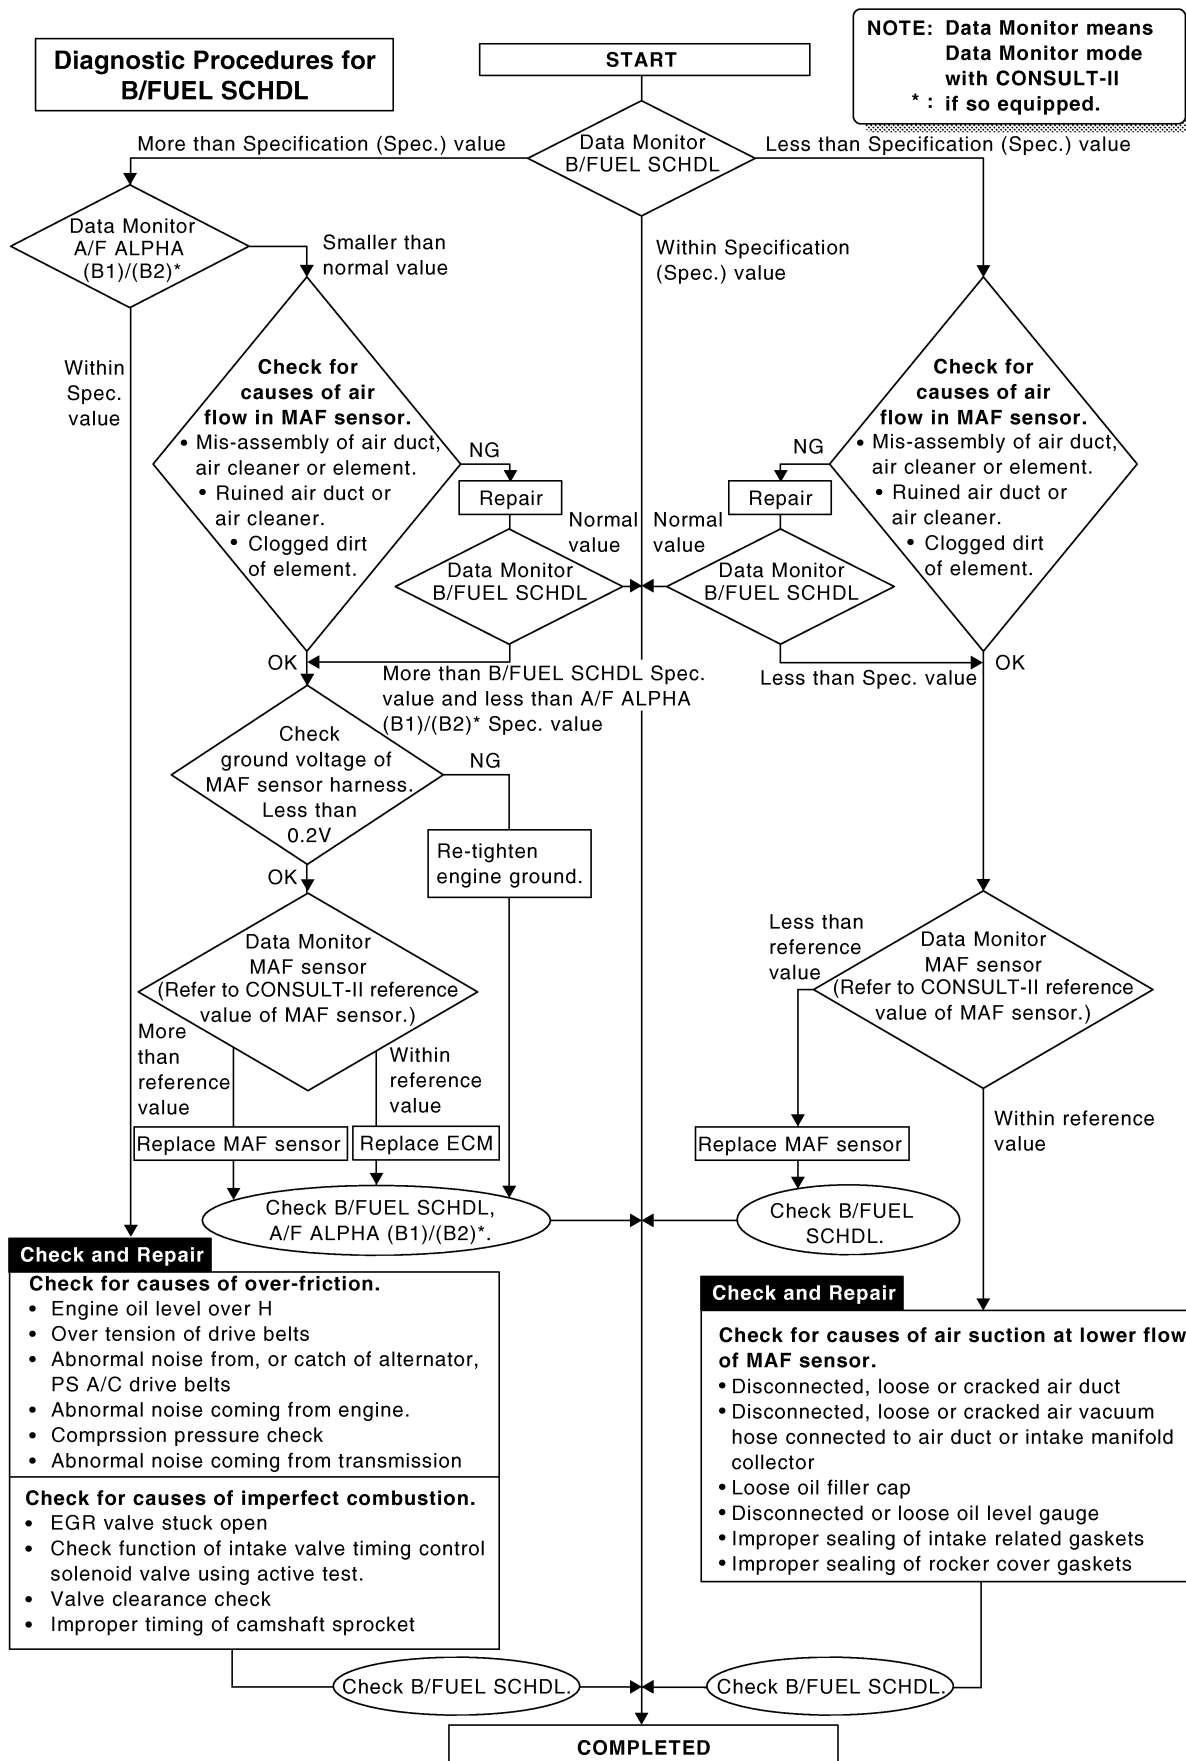 Diagnostic Procedures for
B/FUEL SCHDL
START
NOTE: Data Monitor means
Data Monitor mode
with CONSULT-II
* : if so equipped.
More than Specification (Spec.) value
Data Monitor
B/FUEL SCHDL
Less than Specification (Spec.) value
Data Monitor
A/F ALPHA
(B1)/(B2)*
Smaller than
normal value
Within Specification
(Spec.) value
Within
Spec.
value
Check for
causes of air
flow in MAF sensor.
• Mis-assembly of air duct,
air cleaner or element.
• Ruined air duct or
air cleaner.
• Clogged dirt
of element.
NG
Repair
Normal
value
Data Monitor
B/FUEL SCHDL
Normal
value
NG
Repair
Data Monitor
B/FUEL SCHDL
Check for
causes of air
flow in MAF sensor.
• Mis-assembly of air duct,
air cleaner or element.
• Ruined air duct or
air cleaner.
• Clogged dirt
of element.
OK
More than B/FUEL SCHDL Spec.
value and less than A/F ALPHA
(B1)/(B2)* Spec. value
Less than Spec. value
OK
Check
ground voltage of
MAF sensor harness.
Less than
0.2V
NG
Re-tighten
engine ground.
OK
Data Monitor
MAF sensor
(Refer to CONSULT-II reference
value of MAF sensor.)
Less than
reference
value
Data Monitor
MAF sensor
(Refer to CONSULT-II reference
value of MAF sensor.)
More
than
reference
value
Within
reference
value
Within reference
value
Replace MAF sensor
Replace ECM
Replace MAF sensor
Check B/FUEL SCHDL,
A/F ALPHA (B1)/(B2)*.
Check B/FUEL
SCHDL.
Check and Repair
Check for causes of over-friction.
• Engine oil level over H
• Over tension of drive belts
• Abnormal noise from, or catch of alternator,
PS A/C drive belts
• Abnormal noise coming from engine.
• Comprssion pressure check
• Abnormal noise coming from transmission
Check for causes of imperfect combustion.
• EGR valve stuck open
• Check function of intake valve timing control
solenoid valve using active test.
• Valve clearance check
• Improper timing of camshaft sprocket
Check and Repair
Check for causes of air suction at lower flow
of MAF sensor.
• Disconnected, loose or cracked air duct
• Disconnected, loose or cracked air vacuum
hose connected to air duct or intake manifold
collector
• Loose oil filler cap
• Disconnected or loose oil level gauge
• Improper sealing of intake related gaskets
• Improper sealing of rocker cover gaskets
Check B/FUEL SCHDL.
Check B/FUEL SCHDL.
COMPLETED